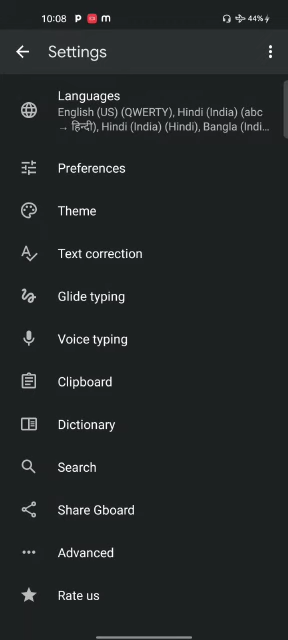 10:08 P m 44%
Settings
Languages
English (US) (QWERTY), Hindi (India) (abc
→ हिन्दी), Hindi (India) (Hindi), Bangla (Indi...
Preferences
Theme
Text correction
Glide typing
Voice typing
Clipboard
Dictionary
Search
Share Gboard
Advanced
Rate us